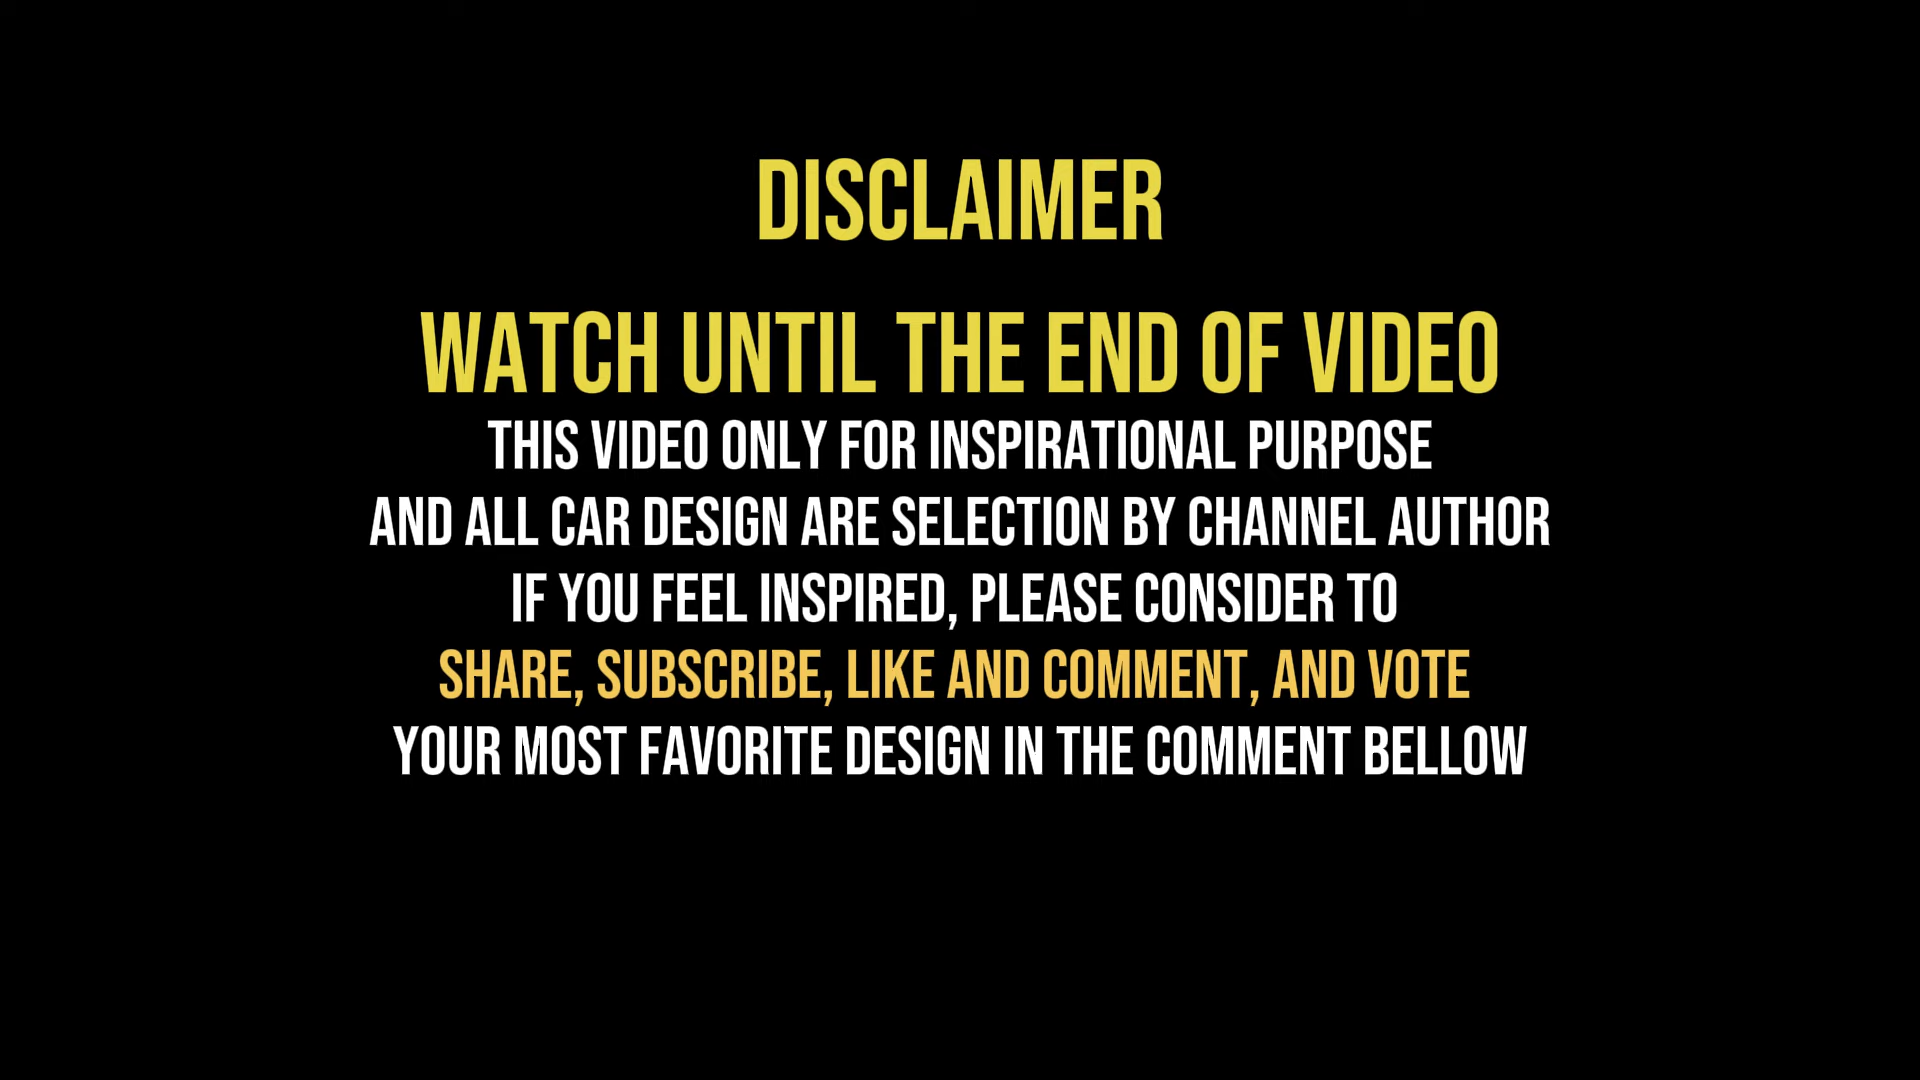 DISCLAIMER
WATCH UNTIL THE END OF VIDEO
THIS VIDEO ONLY FOR INSPIRATIONAL PURPOSE
AND ALL CAR DESIGN ARE SELECTION BY CHANNEL AUTHOR
IF YOU FEEL INSPIRED, PLEASE CONSIDER TO
SHARE, SUBSCRIBE, LIKE AND COMMENT, AND VOTE
YOUR MOST FAVORITE DESIGN IN THE COMMENT BELLOW